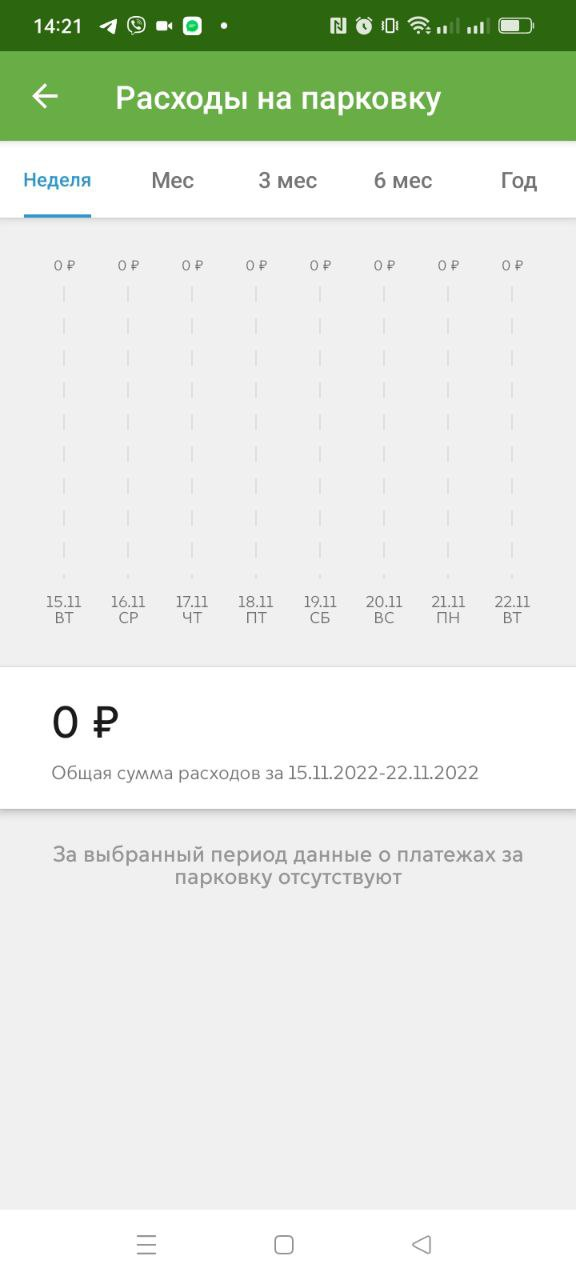 14:21
Расходы на парковку
Неделя Мес 3 мес 6 мес Год
0 ₽ 0 ₽ 0 ₽ 0 ₽ 0 ₽ 0 ₽ 0 ₽ 0 ₽
15.11 16.11 17.11 18.11 19.11 20.11 21.11 22.11
ВТ СР ЧТ ПТ СБ ВС ПН ВТ
0 ₽
Общая сумма расходов за 15.11.2022-22.11.2022
За выбранный период данные о платежах за
парковку отсутствуют